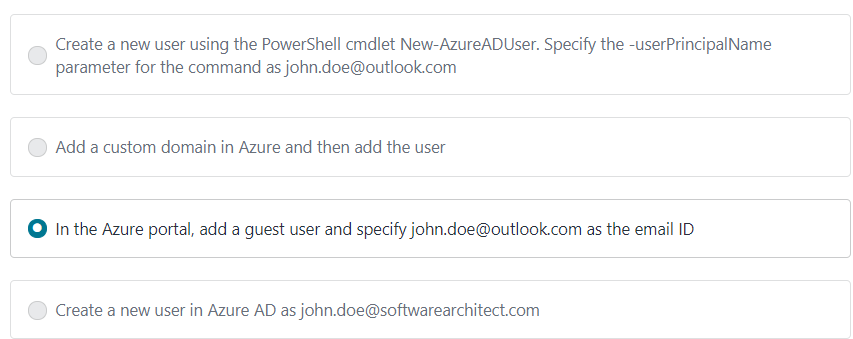 Create a new user using the PowerShell cmdlet New-AzureADUser. Specify the -userPrincipalName
parameter for the command as john.doe@outlook.com
Add a custom domain in Azure and then add the user
In the Azure portal, add a guest user and specify john.doe@outlook.com as the email ID
Create a new user in Azure AD as john.doe@softwarearchitect.com